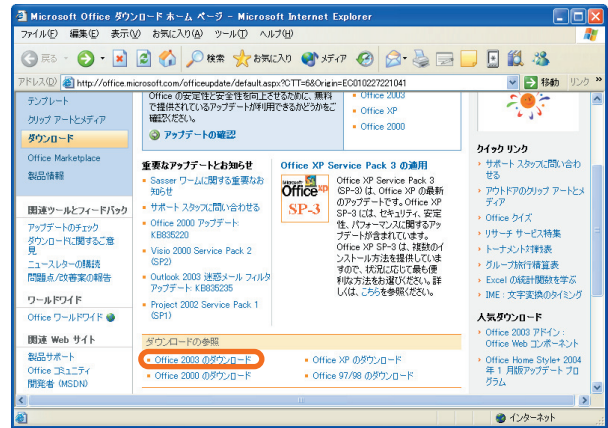 Microsoft Office ダウンロード ホーム ページ - Microsoft Internet Explorer
ファイル(F) 編集(E) 表示(V) お気に入り(A) ツール(T) ヘルプ(H)
戻る 検索 お気に入り メディア
アドレス(D) http://office.microsoft.com/officeupdate/default.aspx?CTT=6&Origin=EC010227221041 移動 リンク »
テンプレート
クリップ アートとメディア
ダウンロード
Office Marketplace
製品情報
関連ツールとフィードバック
アップデートのチェック
ダウンロードに関するご意
見
ニュースレターの購読
問題点/改善案の報告
ワールドワイド
Office ワールドワイド
関連 Web サイト
製品サポート
Office コミュニティ
開発者 (MSDN)
Office の安定性と安全性を向上させるために、無料
で提供されているアップデートが利用できるかどうかをご
確認ください。
アップデートの確認
Office 2003
Office XP
Office 2000
重要なアップデートとお知らせ
Sasser ワームに関する重要なお
知らせ
サポート スタッフに問い合わせる
Office 2000 アップデート:
KB835220
Visio 2000 Service Pack 2
(SP2)
Outlook 2003 迷惑メール フィルタ
アップデート: KB835235
Project 2002 Service Pack 1
(SP1)
Office XP Service Pack 3 の適用
Office xp
SP-3
Office XP Service Pack 3
(SP-3) は、Office XP の最新
のアップデートです。Office XP
SP-3 には、セキュリティ、安定
性、パフォーマンスに関するアッ
プデートが含まれています。
Office XP SP-3 は、複数のイ
ンストール方法を提供していま
すので、状況に応じて最も便
利な方法をお選びください。詳
しくは、こちらを参照ください。
ダウンロードの参照
Office 2003 のダウンロード
Office XP のダウンロード
Office 2000 のダウンロード
Office 97/98 のダウンロード
クイック リンク
サポート スタッフに問い合わ
せる
アウトドアのクリップ アートとメ
ディア
Office クイズ
リサーチ サービス特集
トーナメント対戦表
グループ旅行積算表
Excel の統計関数を学ぶ
IME : 文字変換のタイミング
人気ダウンロード
Office 2003 アドイン :
Office Web コンポーネント
Office Home Style+ 2004
年 1 月版アップデート プロ
グラム
インターネット